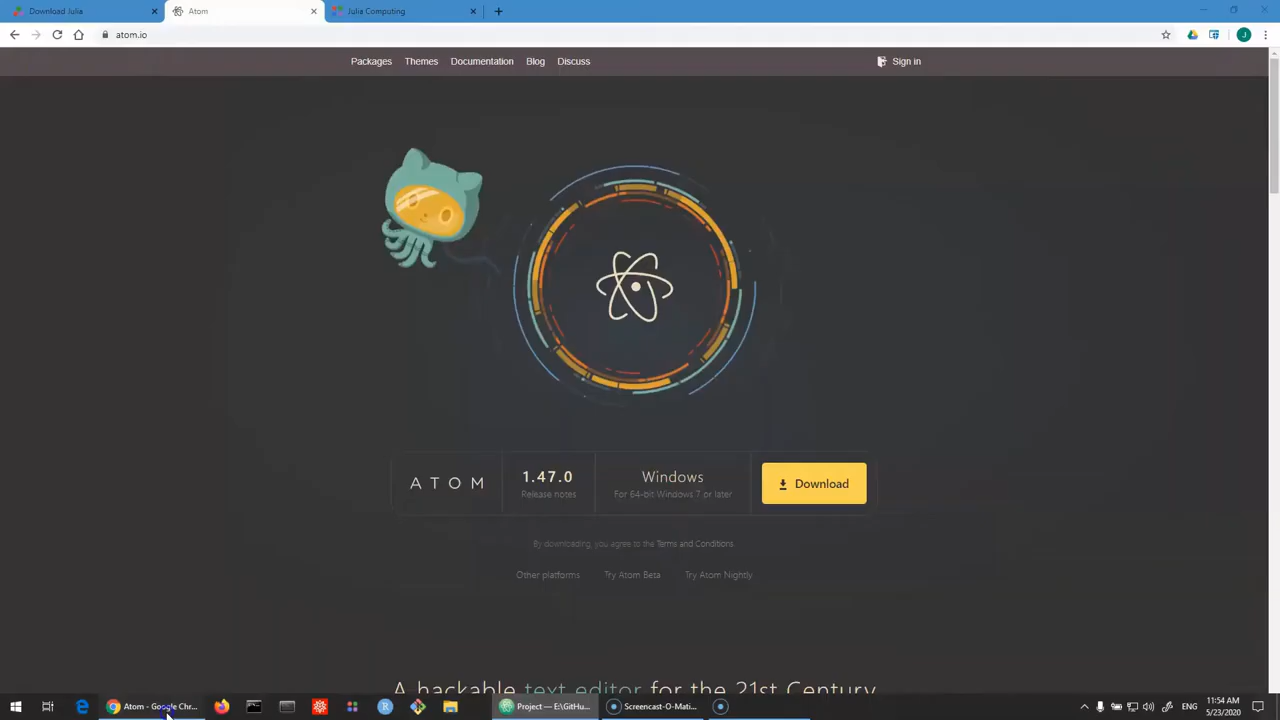 Download Julia
Atom
Julia Computing
atom.io
Packages
Themes
Documentation
Blog
Discuss
Sign in
ATOM
1.47.0
Release notes
Windows
For 64-bit Windows 7 or later
Download
By downloading, you agree to the Terms and Conditions.
Other platforms
Try Atom Beta
Try Atom Nightly
A hackable text editor for the 21st Century
Atom - Google Chr...
Project — E:\GitHu...
Screencast-O-Mati...
ENG
11:54 AM
5/23/2020